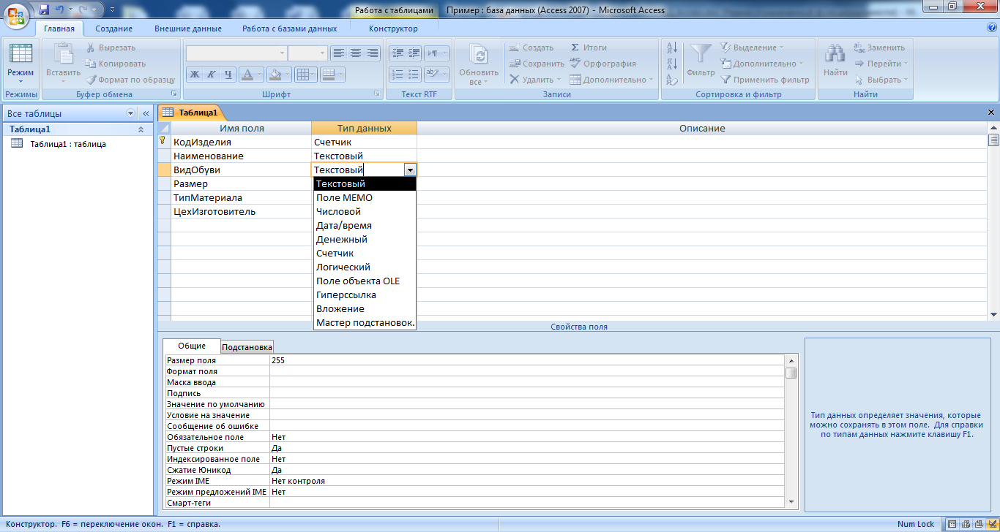 Работа с таблицами Пример : база данных (Access 2007) - Microsoft Access
Главная Создание Внешние данные Работа с базами данных Конструктор
Режим
Режимы
Вставить
Вырезать
Копировать
Формат по образцу
Буфер обмена
Ж К Ч А
Шрифт
Текст RTF
Обновить все
Создать
Сохранить
Удалить
Итоги
Орфография
Дополнительно
Записи
Фильтр
Выделение
Дополнительно
Применить фильтр
Сортировка и фильтр
Найти
Заменить
Перейти
Выбрать
Найти
Все таблицы
Таблица1
Таблица1 : таблица
Таблица1
Имя поля Тип данных Описание
КодИзделия Счетчик
Наименование Текстовый
ВидОбуви Текстовый
Размер
ТипМатериала
ЦехИзготовитель
Текстовый
Поле МЕМО
Числовой
Дата/время
Денежный
Счетчик
Логический
Поле объекта OLE
Гиперссылка
Вложение
Мастер подстановок.
Свойства поля
Общие Подстановка
Размер поля 255
Формат поля
Маска ввода
Подпись
Значение по умолчанию
Условие на значение
Сообщение об ошибке
Обязательное поле Нет
Пустые строки Да
Индексированное поле Нет
Сжатие Юникод Да
Режим IME Нет контроля
Режим предложений IME Нет
Смарт-теги
Тип данных определяет значения, которые
можно сохранять в этом поле. Для справки
по типам данных нажмите клавишу F1.
Конструктор. F6 = переключение окон. F1 = справка. Num Lock